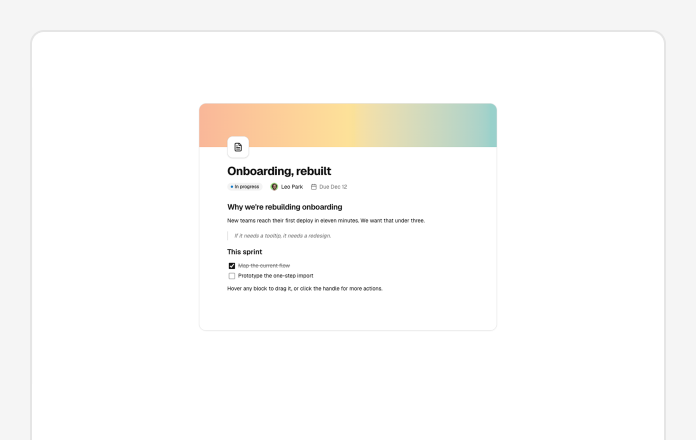 Onboarding, rebuilt
In progress Leo Park Due Dec 12
Why we're rebuilding onboarding
New teams reach their first deploy in eleven minutes. We want that under three.
If it needs a tooltip, it needs a redesign.
This sprint
Map the current flow
Prototype the one-step import
Hover any block to drag it, or click the handle for more actions.